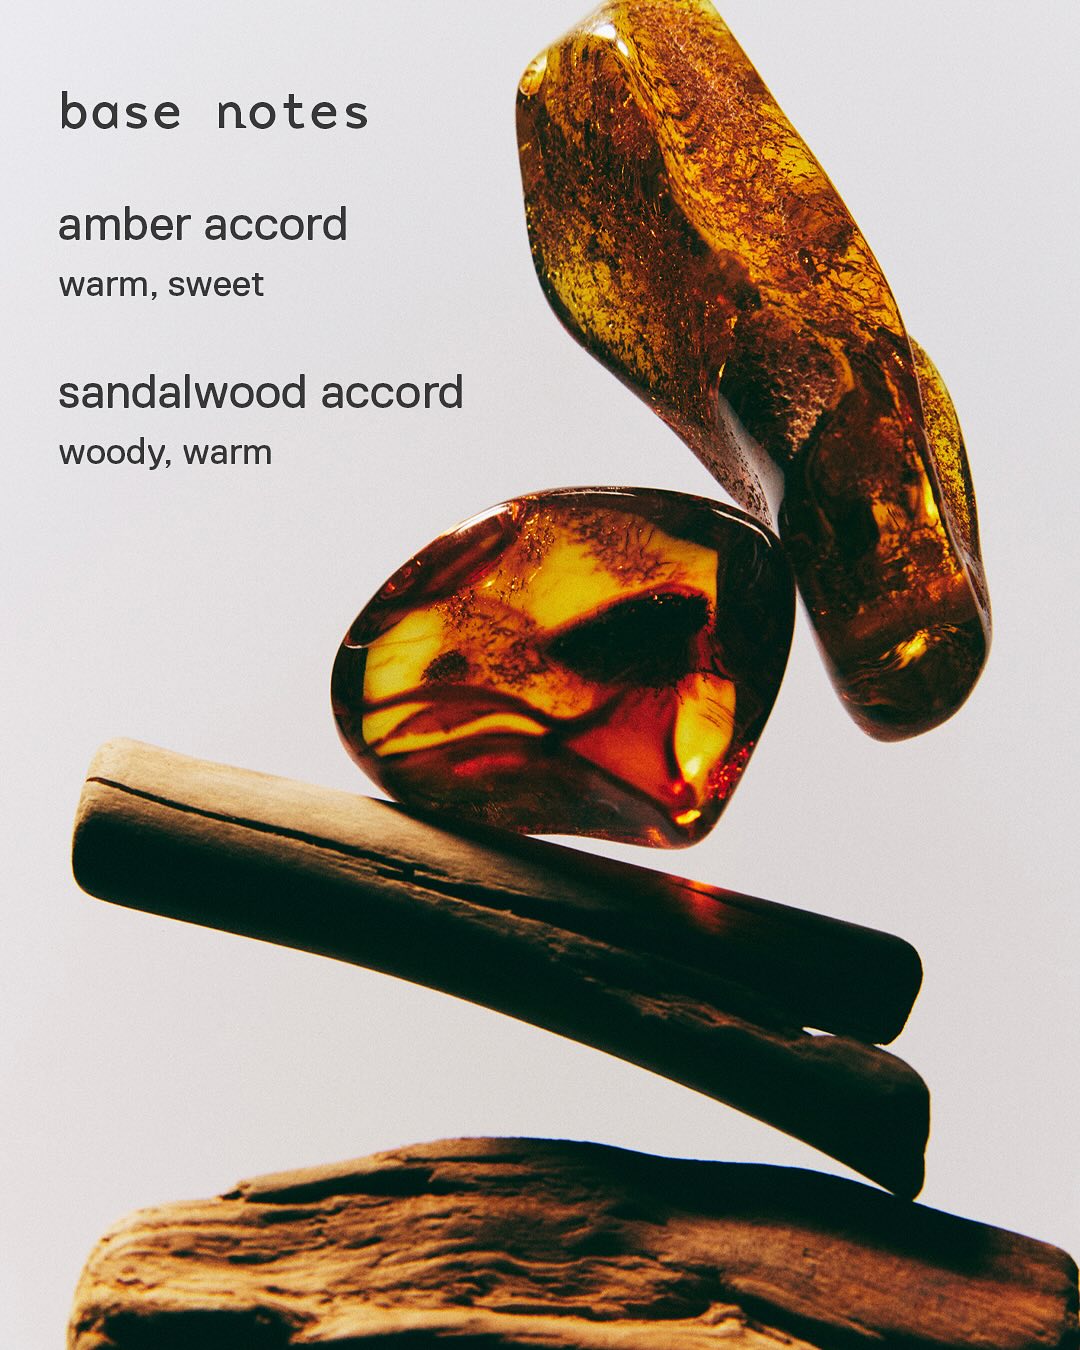 base notes
amber accord
warm, sweet
sandalwood accord
woody, warm